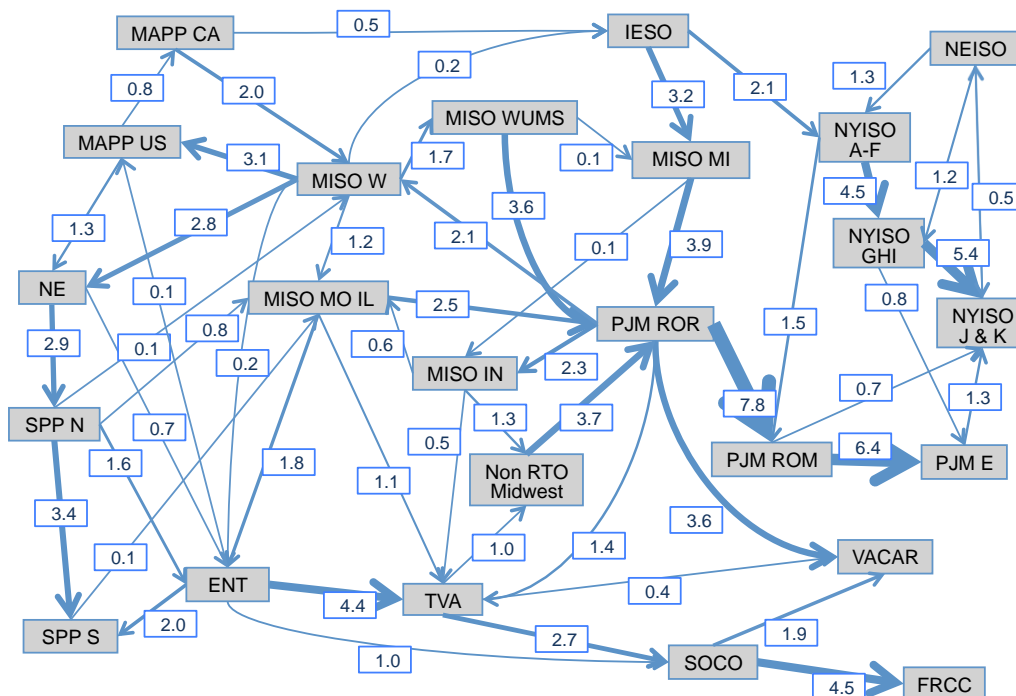 MAPP CA
0.5
IESO
NEISO
0.2
2.0
0.8
3.2
2.1
1.3
MAPP US
MISO WUMS
NYISO
A-F
3.1
1.7
0.1
MISO MI
1.2
MISO W
4.5
0.5
2.8
3.6
1.3
2.1
1.2
0.1
3.9
NYISO
GHI
5.4
NE
0.1
MISO MO IL
2.5
0.8
0.8
PJM ROR
1.5
NYISO
J & K
2.9
0.1
0.6
0.2
MISO IN
2.3
0.7
7.8
1.3
SPP N
0.7
1.3
3.7
0.5
1.6
1.8
Non RTO
Midwest
PJM ROM
6.4
PJM E
1.1
3.4
3.6
0.1
1.0
1.4
VACAR
ENT
4.4
TVA
0.4
SPP S
2.0
1.0
2.7
1.9
SOCO
4.5
FRCC